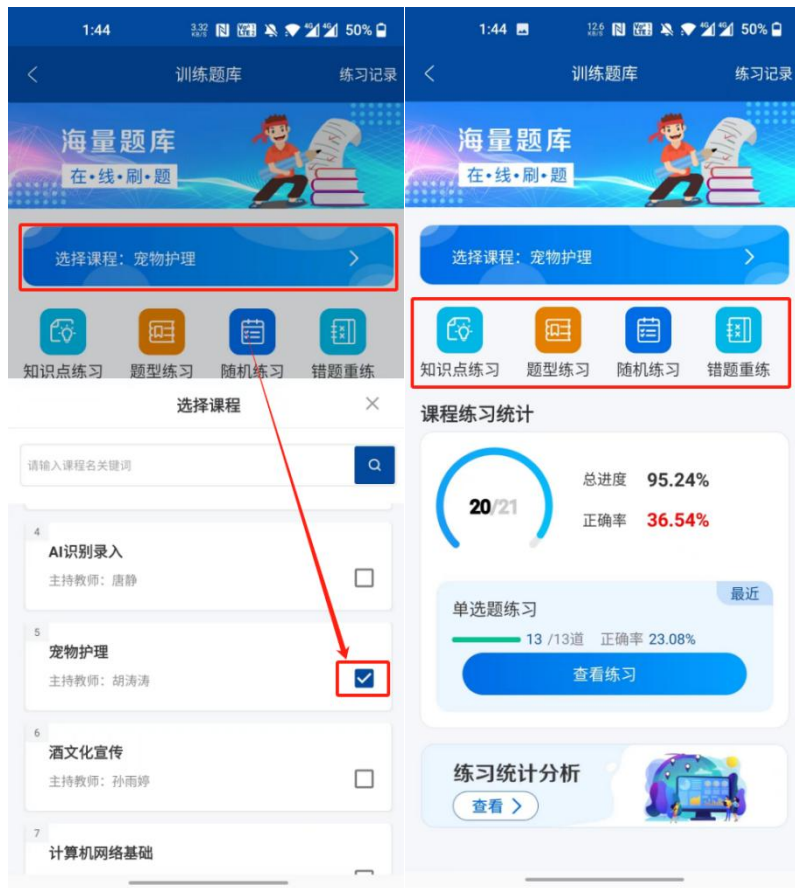 1:44 3.32 KB/S 4G 4G 50%
训练题库 练习记录
海量题库
在·线·刷·题
选择课程：宠物护理
知识点练习 题型练习 随机练习 错题重练
选择课程
请输入课程名关键词
4
AI识别录入
主持教师：唐静
5
宠物护理
主持教师：胡涛涛
6
酒文化宣传
主持教师：孙雨婷
7
计算机网络基础
1:44 12.6 KB/S 4G 4G 50%
训练题库 练习记录
海量题库
在·线·刷·题
选择课程：宠物护理
知识点练习 题型练习 随机练习 错题重练
课程练习统计
20/21
总进度 95.24%
正确率 36.54%
最近
单选题练习
13 /13道 正确率 23.08%
查看练习
练习统计分析
查看